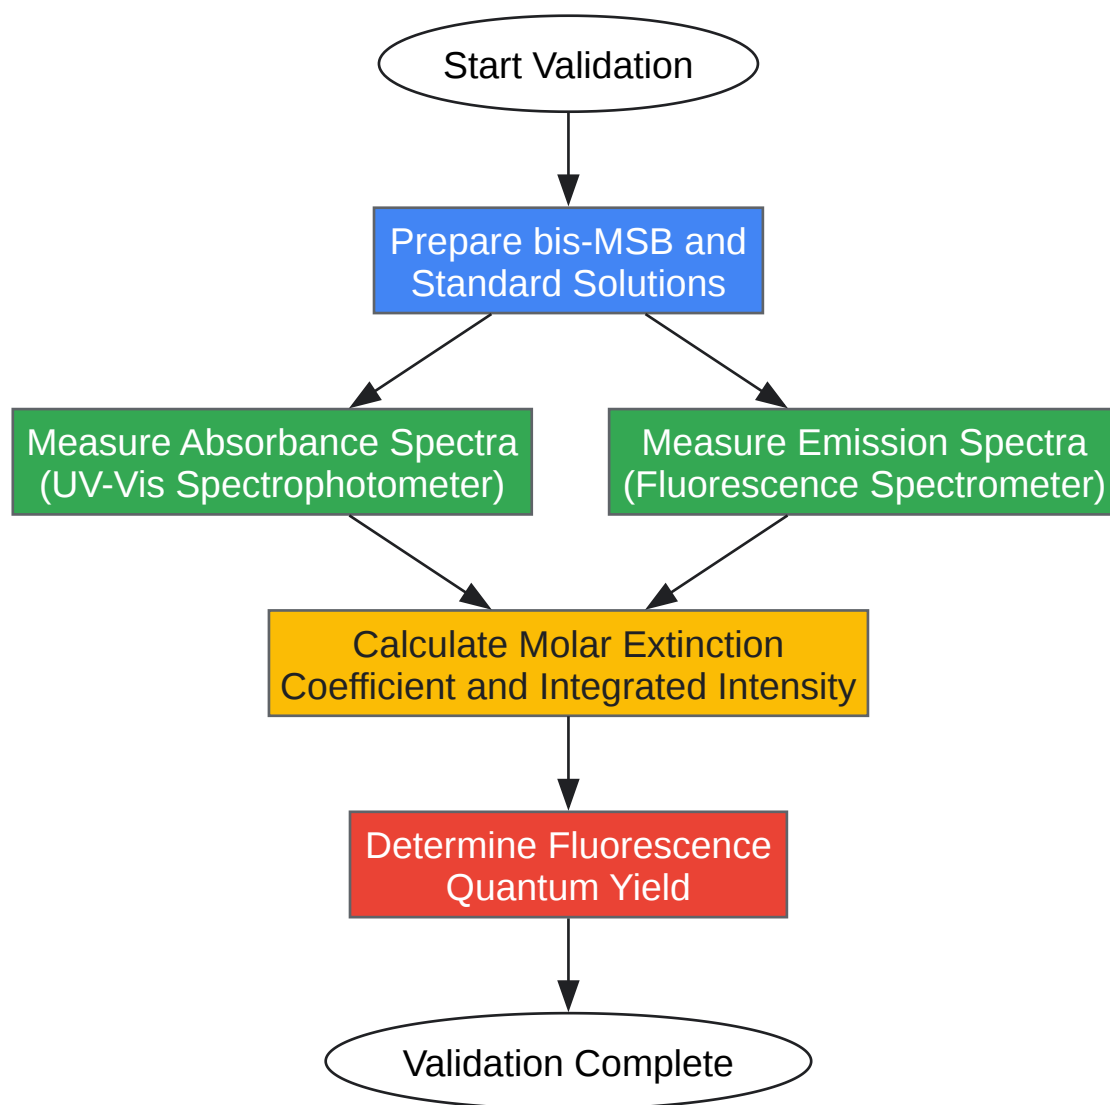 Start Validation
Prepare bis-MSB and
Standard Solutions
Measure Absorbance Spectra
(UV-Vis Spectrophotometer)
Measure Emission Spectra
(Fluorescence Spectrometer)
Calculate Molar Extinction
Coefficient and Integrated Intensity
Determine Fluorescence
Quantum Yield
Validation Complete